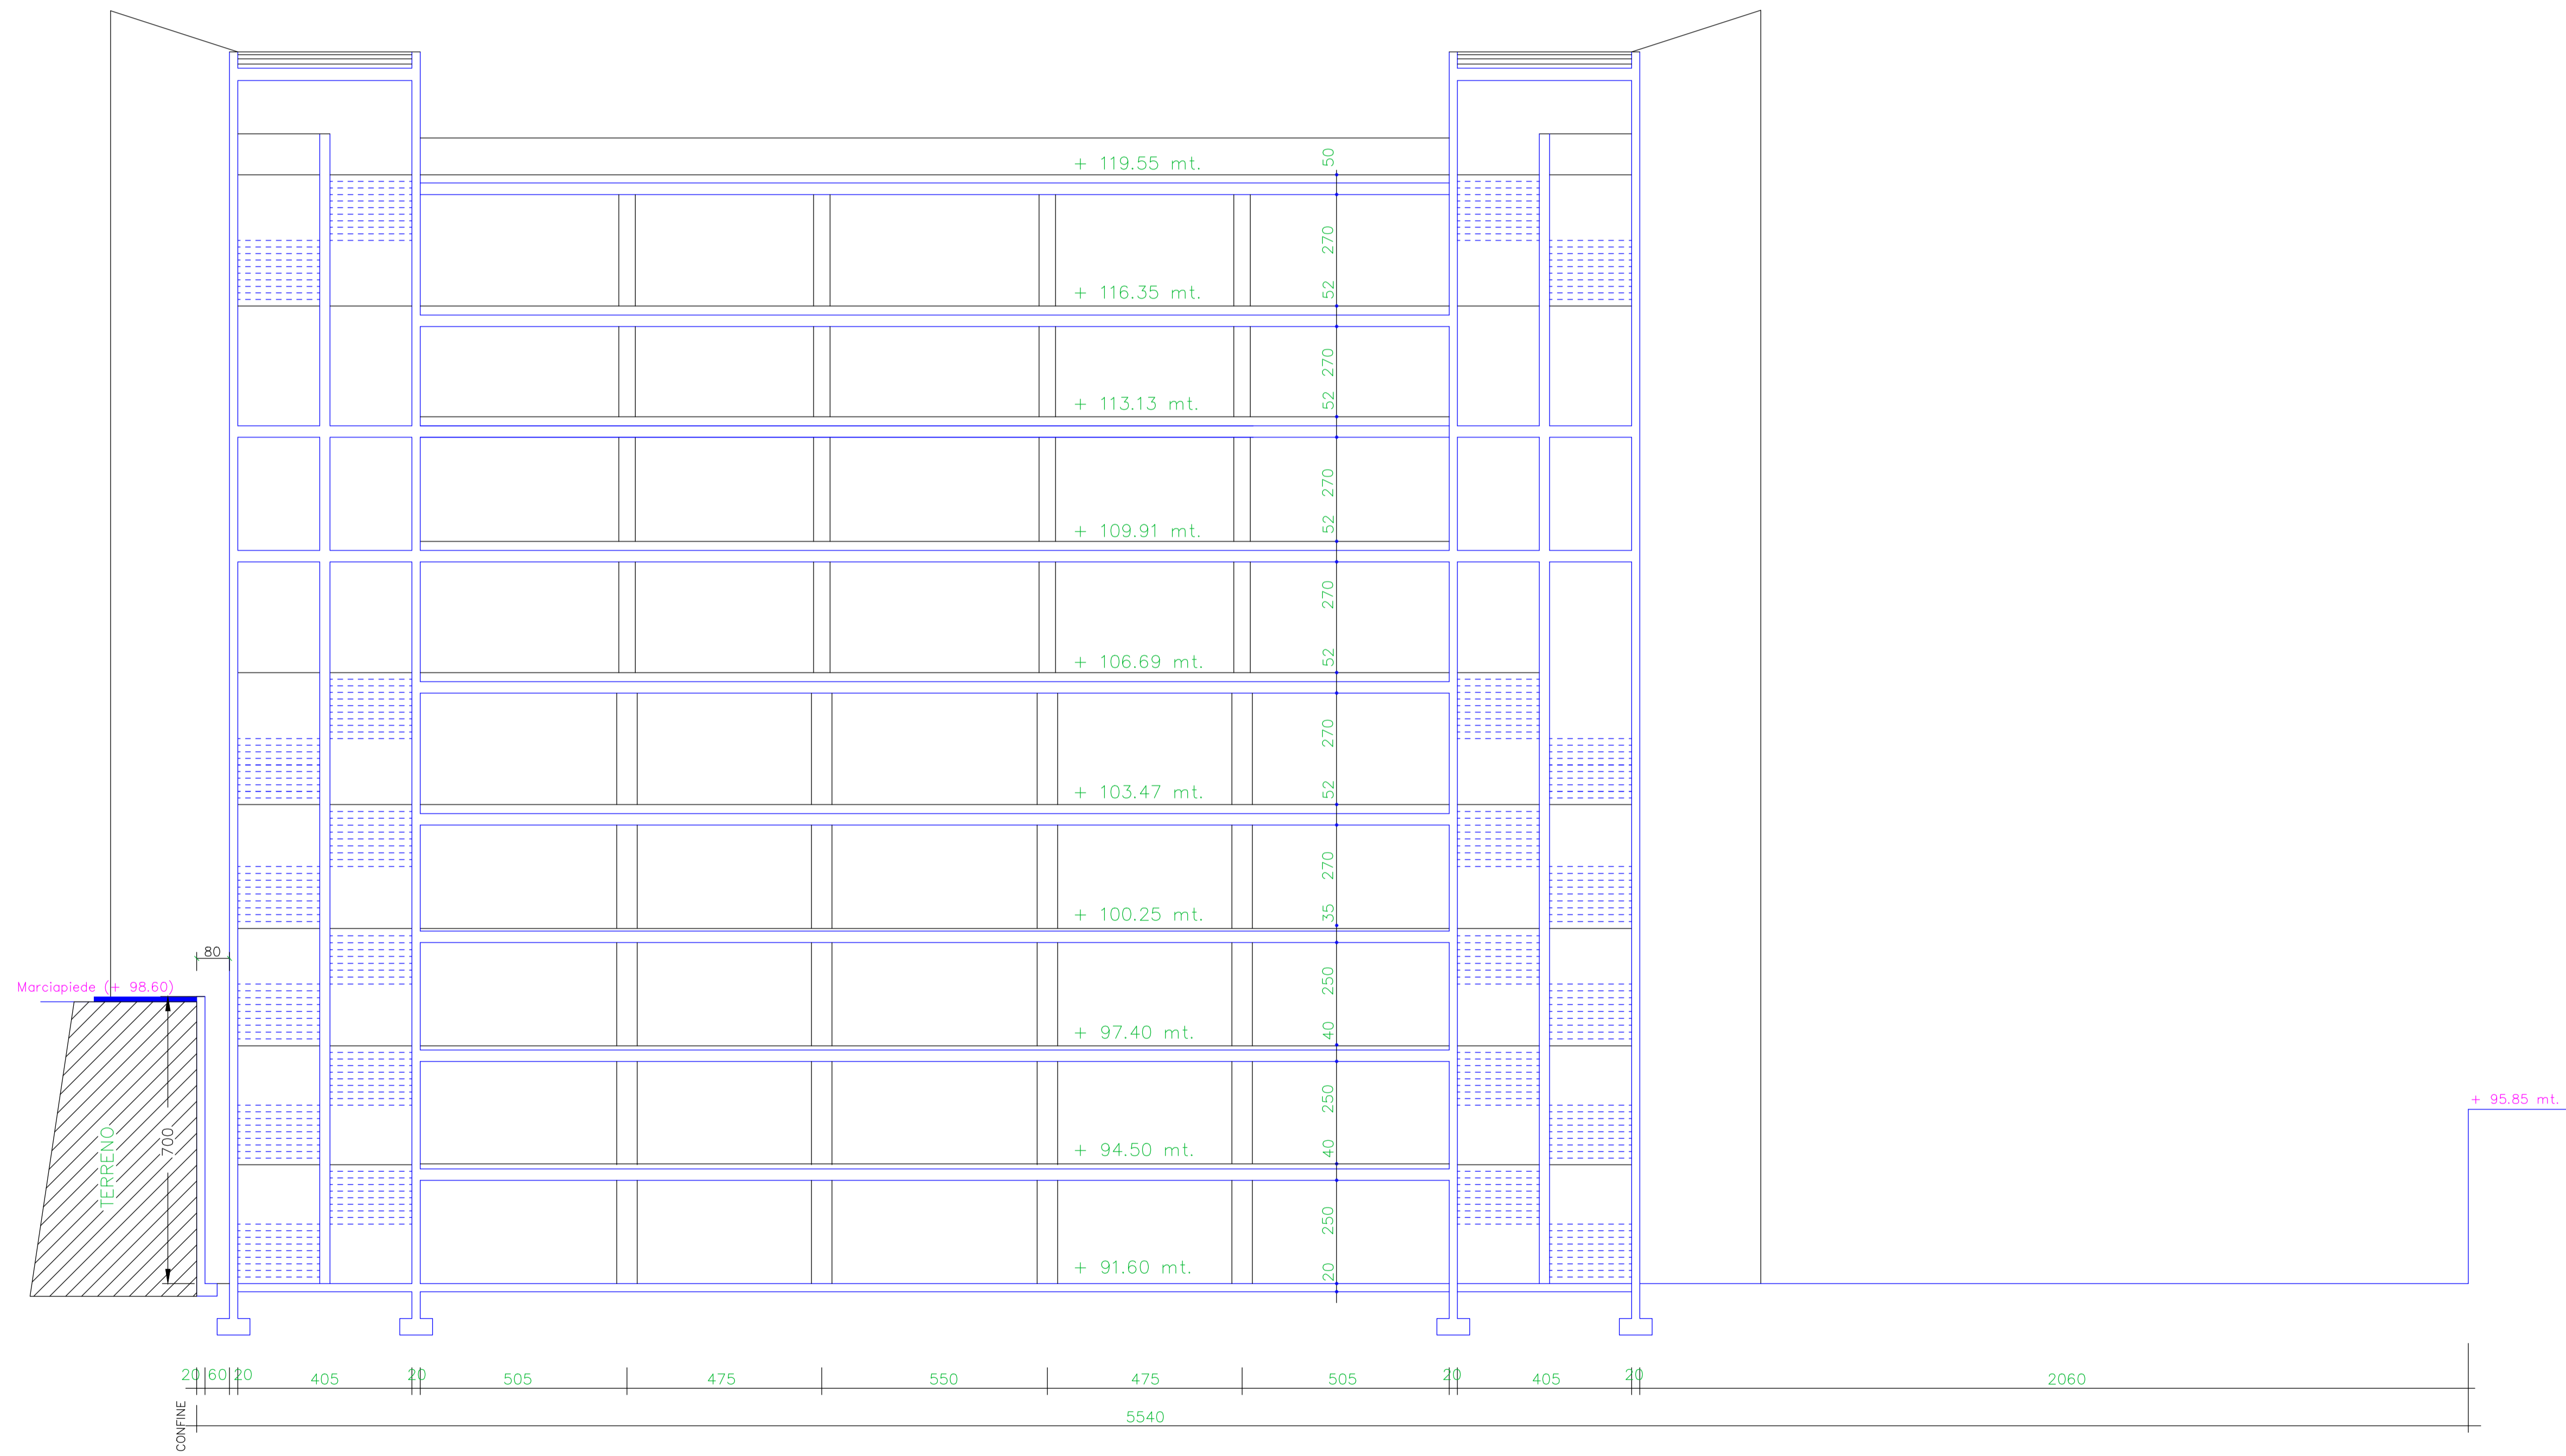 + 119.55 mt.
50
270
+ 116.35 mt.
52
270
+ 113.13 mt.
52
270
+ 109.91 mt.
52
270
+ 106.69 mt.
52
270
+ 103.47 mt.
52
270
+ 100.25 mt.
35
80
Marciapiede (+ 98.60)
250
+ 97.40 mt.
40
250
+ 95.85 mt.
TERRENO
700
+ 94.50 mt.
40
250
+ 91.60 mt.
20
20 60 20 405 20 505 475 550 475 505 20 405 20 2060
CONFINE
5540